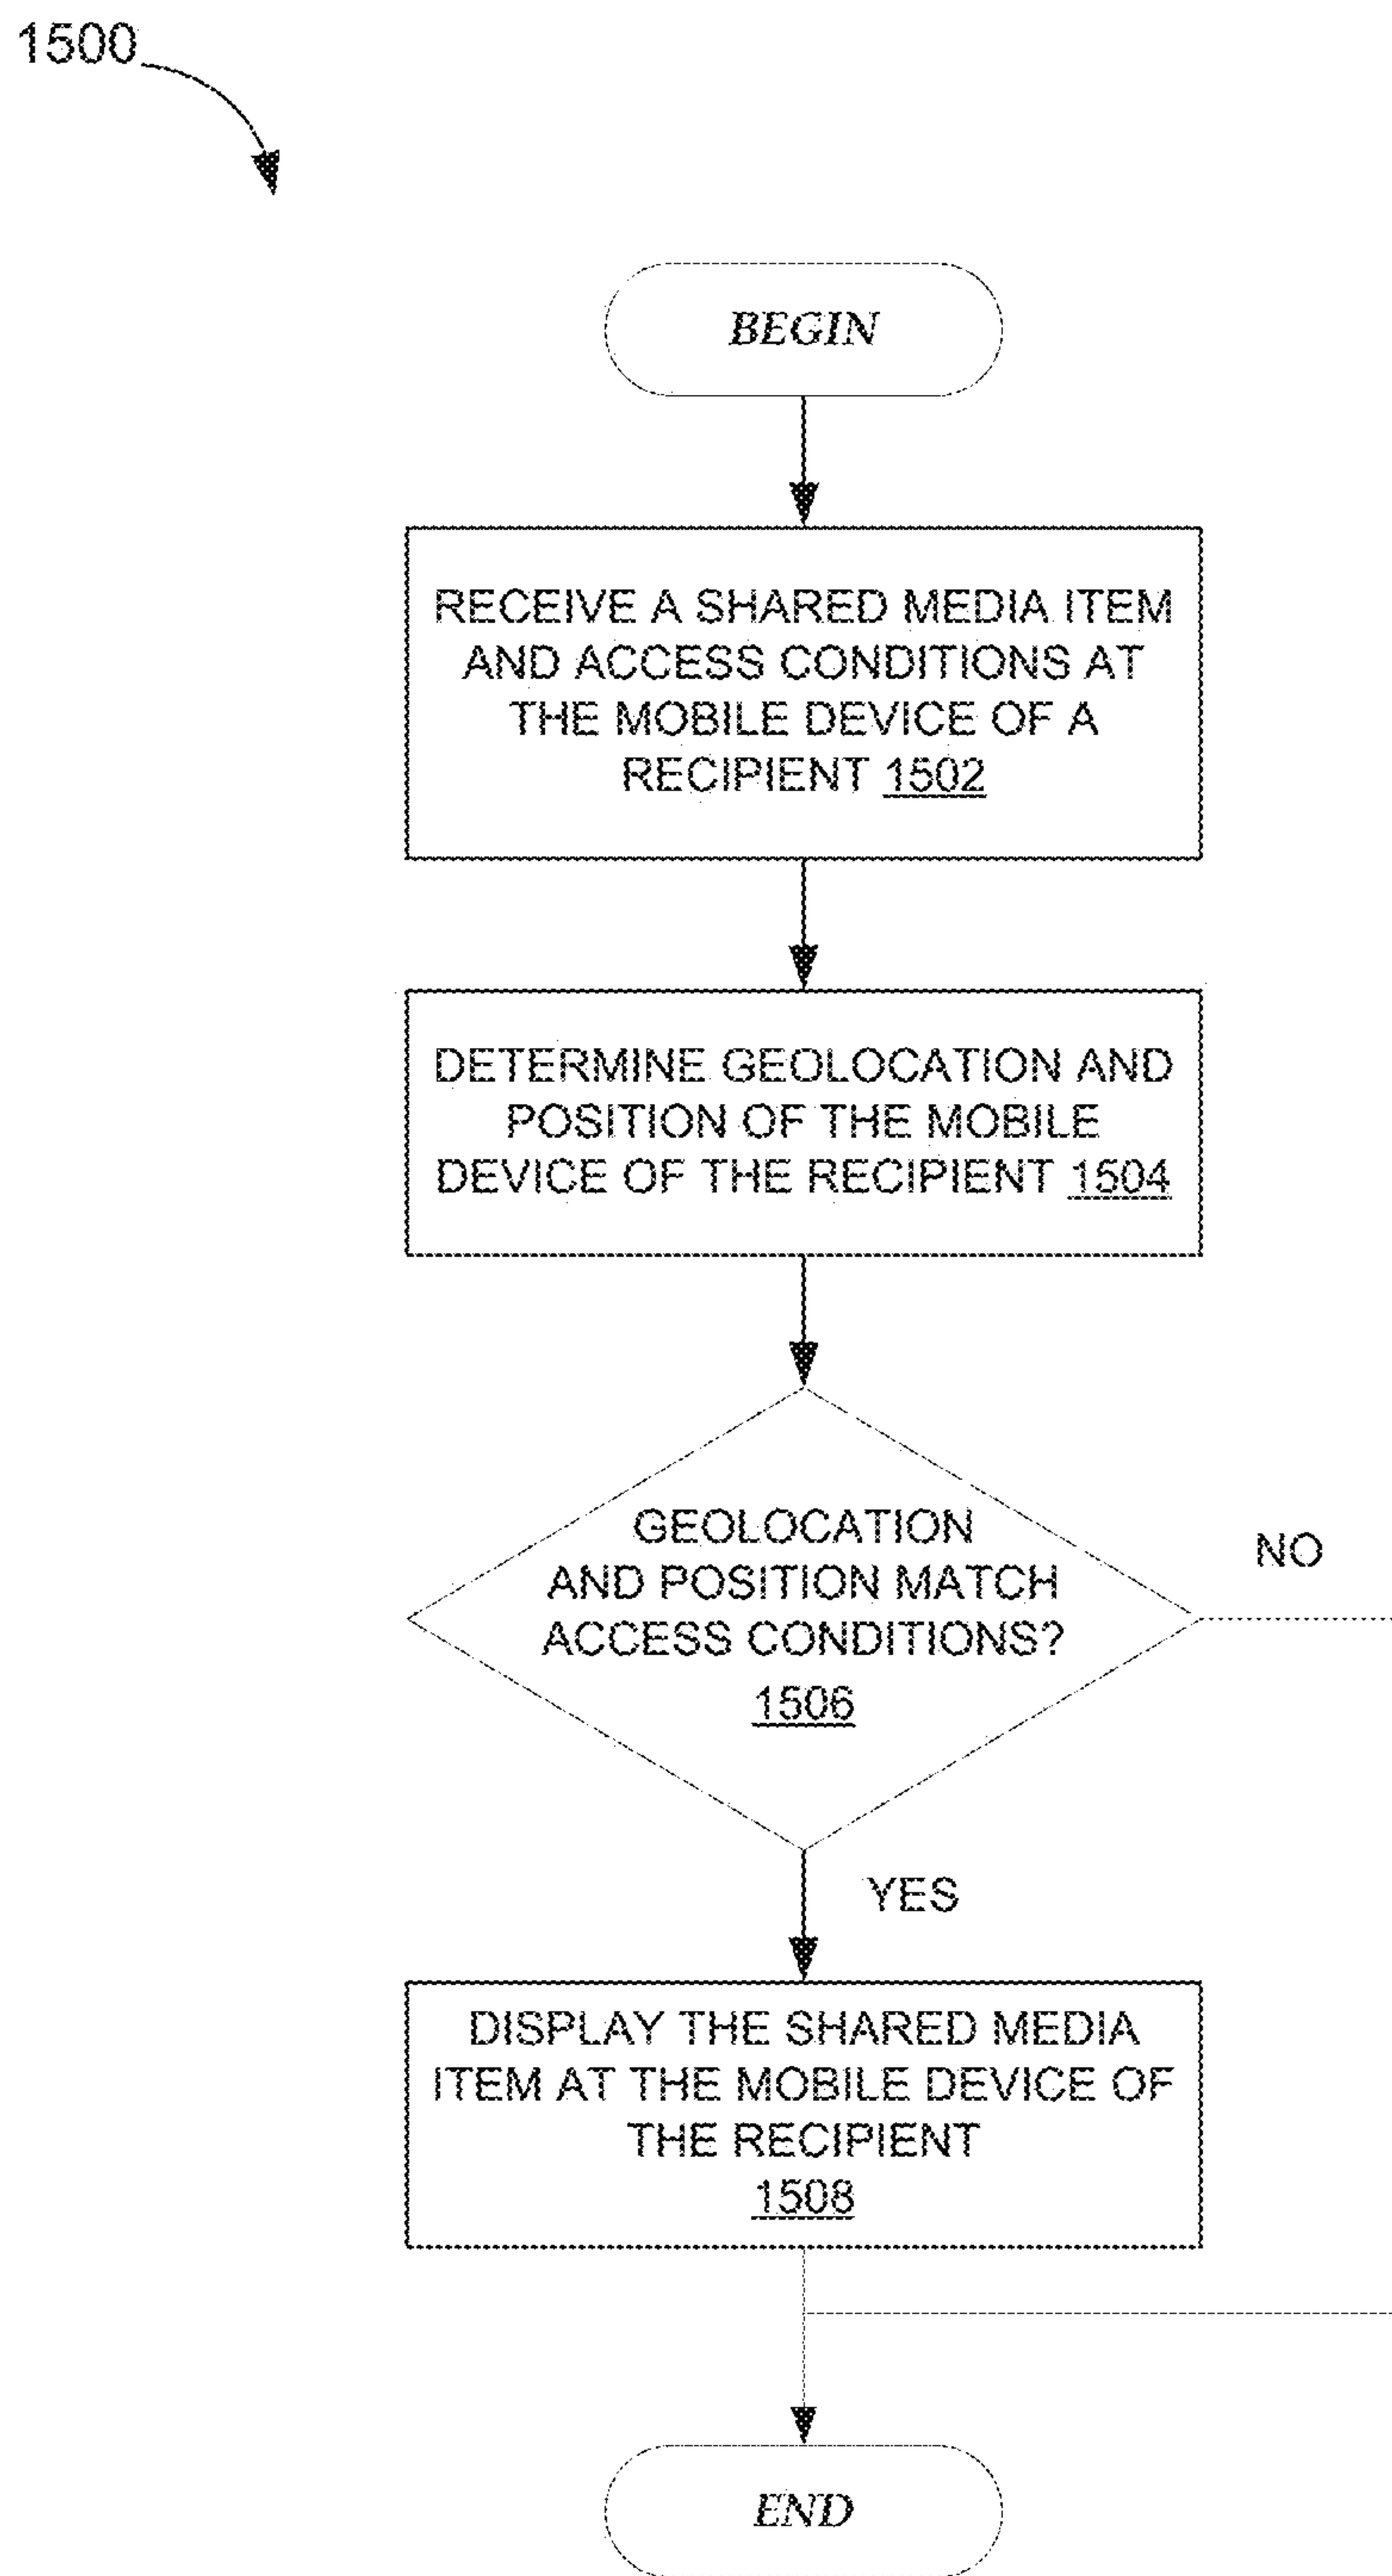 1500
BEGIN
RECEIVE A SHARED MEDIA ITEM
AND ACCESS CONDITIONS AT
THE MOBILE DEVICE OF A
RECIPIENT 1502
DETERMINE GEOLOCATION AND
POSITION OF THE MOBILE
DEVICE OF THE RECIPIENT 1504
GEOLOCATION
AND POSITION MATCH
ACCESS CONDITIONS?
1506
NO
YES
DISPLAY THE SHARED MEDIA
ITEM AT THE MOBILE DEVICE OF
THE RECIPIENT
1508
END